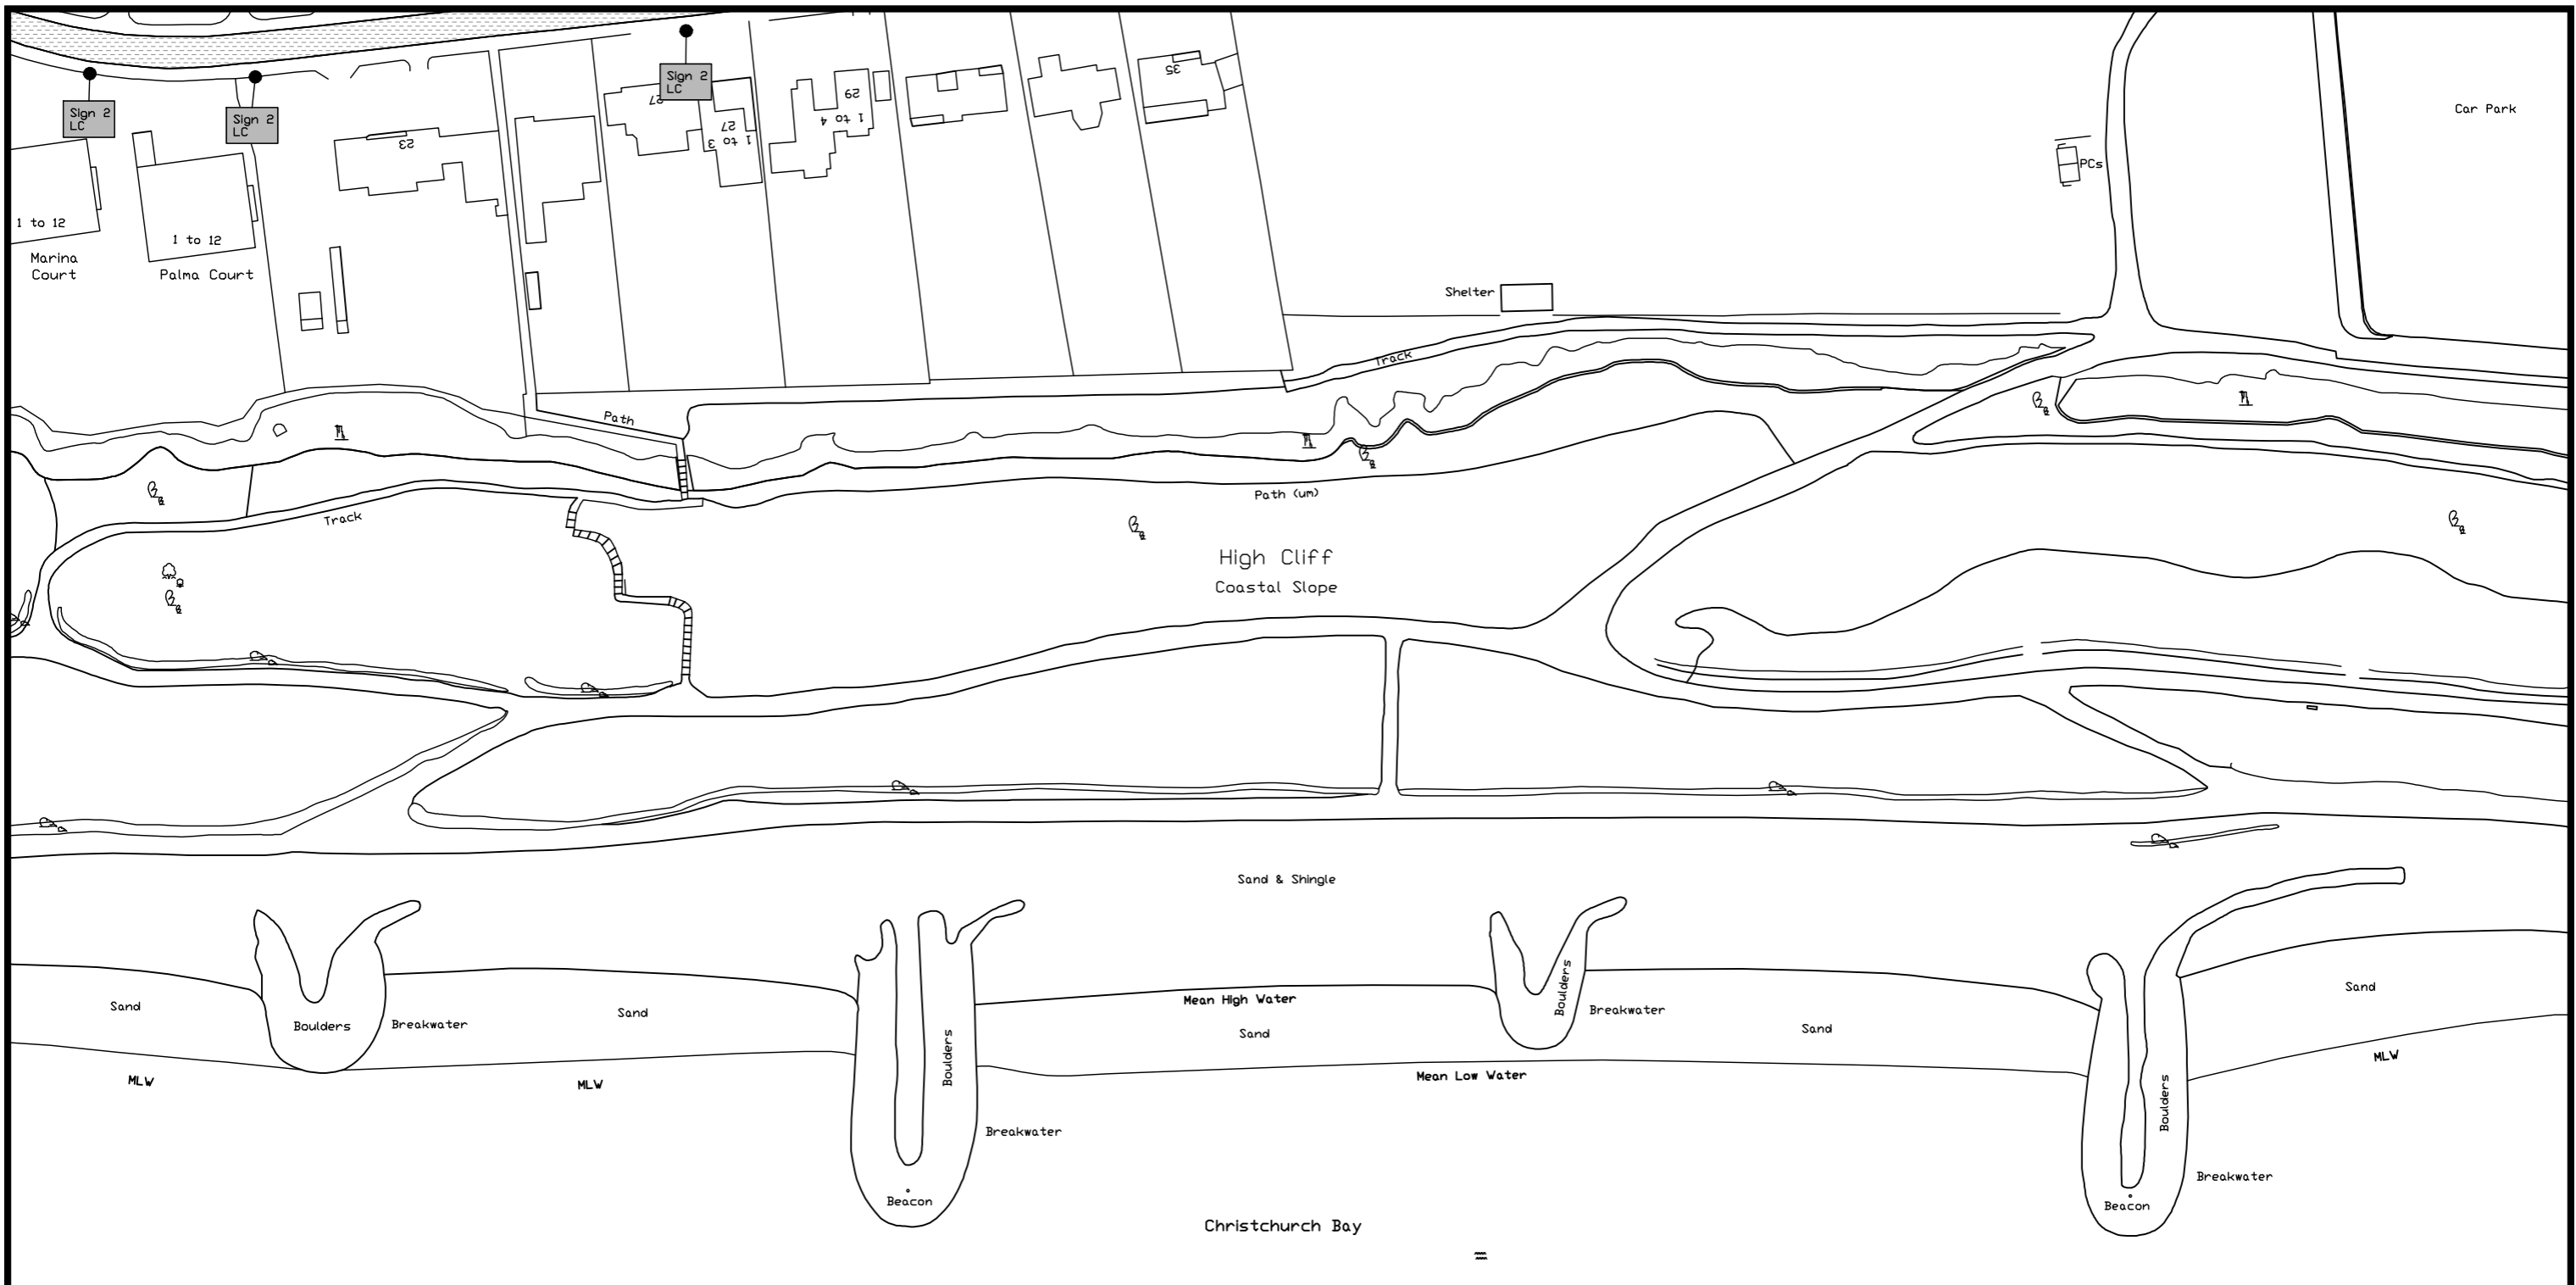 Sign 2
LC
Sign 2
LC
Sign 2
LC
27
1 to 3
27
1 to 4
29
35
23
Car Park
PCs
1 to 12
Marina
Court
1 to 12
Palma Court
Shelter
Track
Path
Path (um)
Track
High Cliff
Coastal Slope
Sand & Shingle
Mean High Water
Sand
Boulders
Breakwater
Sand
Boulders
Sand
Boulders
Breakwater
Sand
Sand
MLW
MLW
Mean Low Water
MLW
Boulders
Breakwater
Breakwater
Beacon
Beacon
Christchurch Bay